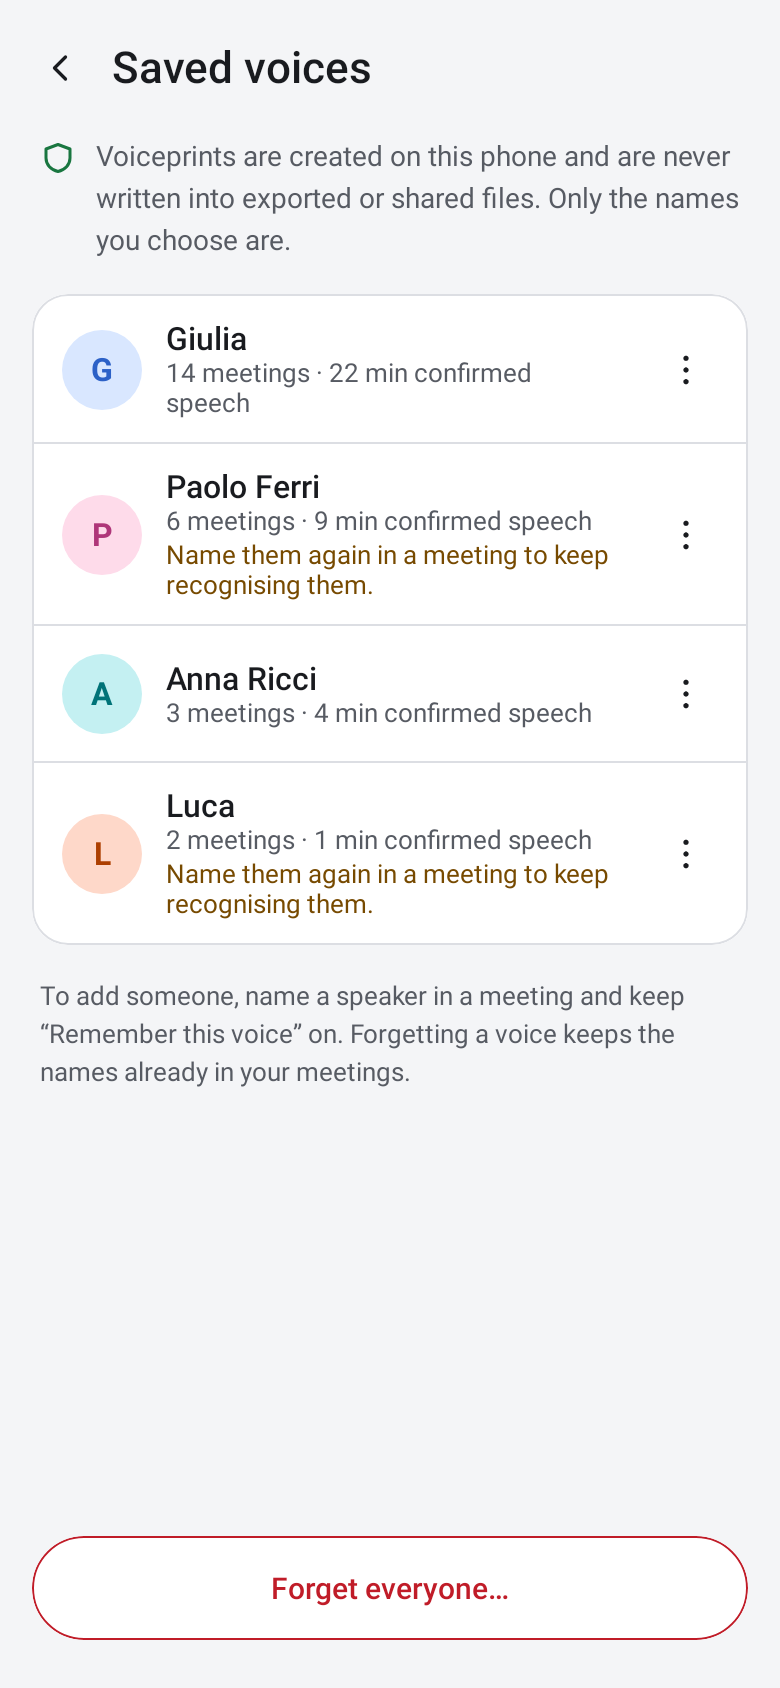 Saved voices
Voiceprints are created on this phone and are never
written into exported or shared files. Only the names
you choose are.
G
Giulia
14 meetings · 22 min confirmed
speech
P
Paolo Ferri
6 meetings · 9 min confirmed speech
Name them again in a meeting to keep
recognising them.
A
Anna Ricci
3 meetings · 4 min confirmed speech
L
Luca
2 meetings · 1 min confirmed speech
Name them again in a meeting to keep
recognising them.
To add someone, name a speaker in a meeting and keep
“Remember this voice” on. Forgetting a voice keeps the
names already in your meetings.
Forget everyone…